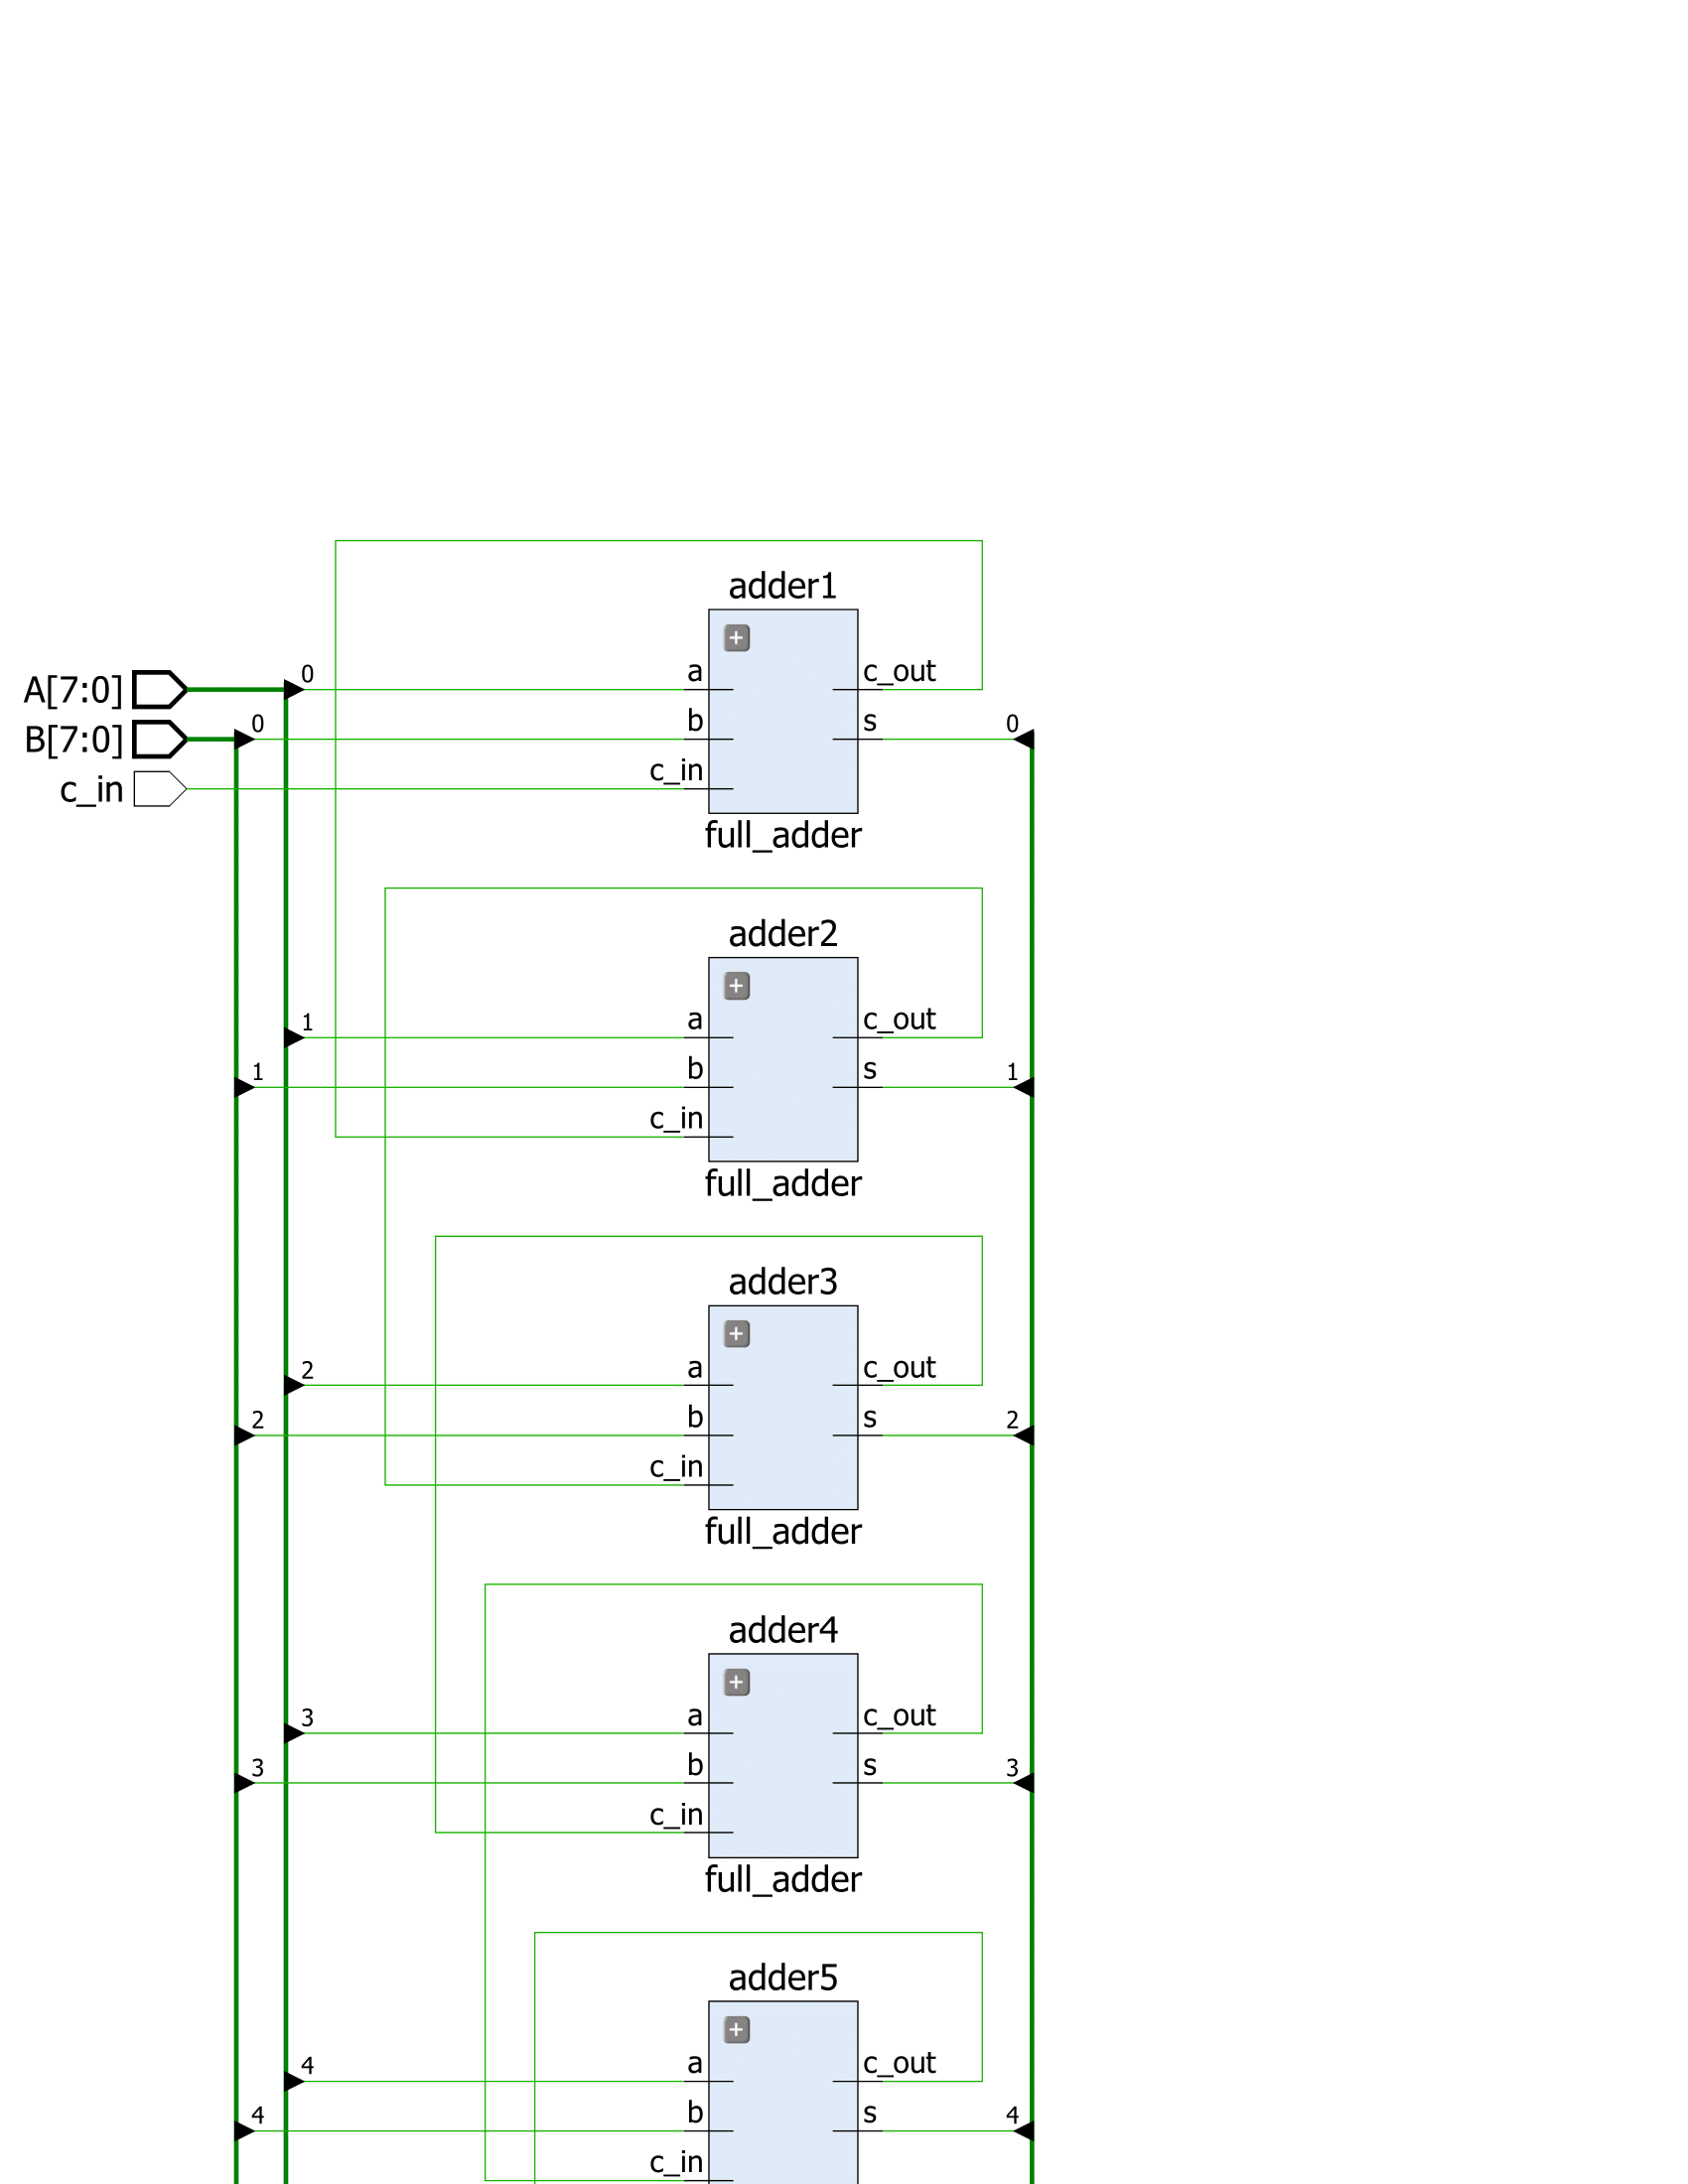 adder1
0 a c_out
A[7:0]
0 b s 0
B[7:0]
c_in c_in
full_adder
adder2
1 a c_out
1 b s 1
c_in
full_adder
adder3
2 a c_out
2 b s 2
c_in
full_adder
adder4
3 a c_out
3 b s 3
c_in
full_adder
adder5
4 a c_out
4 b s 4
c_in